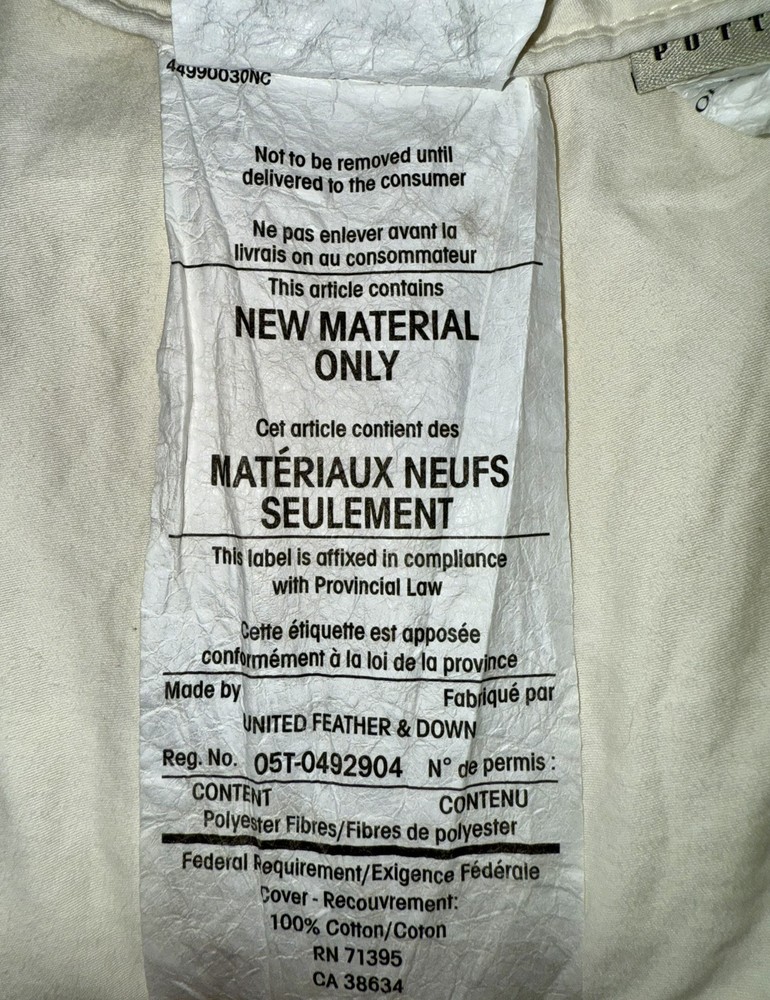 44990030NC
POTT
Not to be removed until
delivered to the consumer
Ne pas enlever avant la
livrais on au consommateur
This article contains
NEW MATERIAL
ONLY
Cet article contient des
MATÉRIAUX NEUFS
SEULEMENT
This label is affixed in compliance
with Provincial Law
Cette étiquette est apposée
conformément à la loi de la province
Made by Fabriqué par
UNITED FEATHER & DOWN
Reg. No. 05T-0492904 N° de permis :
CONTENT CONTENU
Polyester Fibres/Fibres de polyester
Federal Requirement/Exigence Fédérale
Cover - Recouvrement:
100% Cotton/Coton
RN 71395
CA 38634